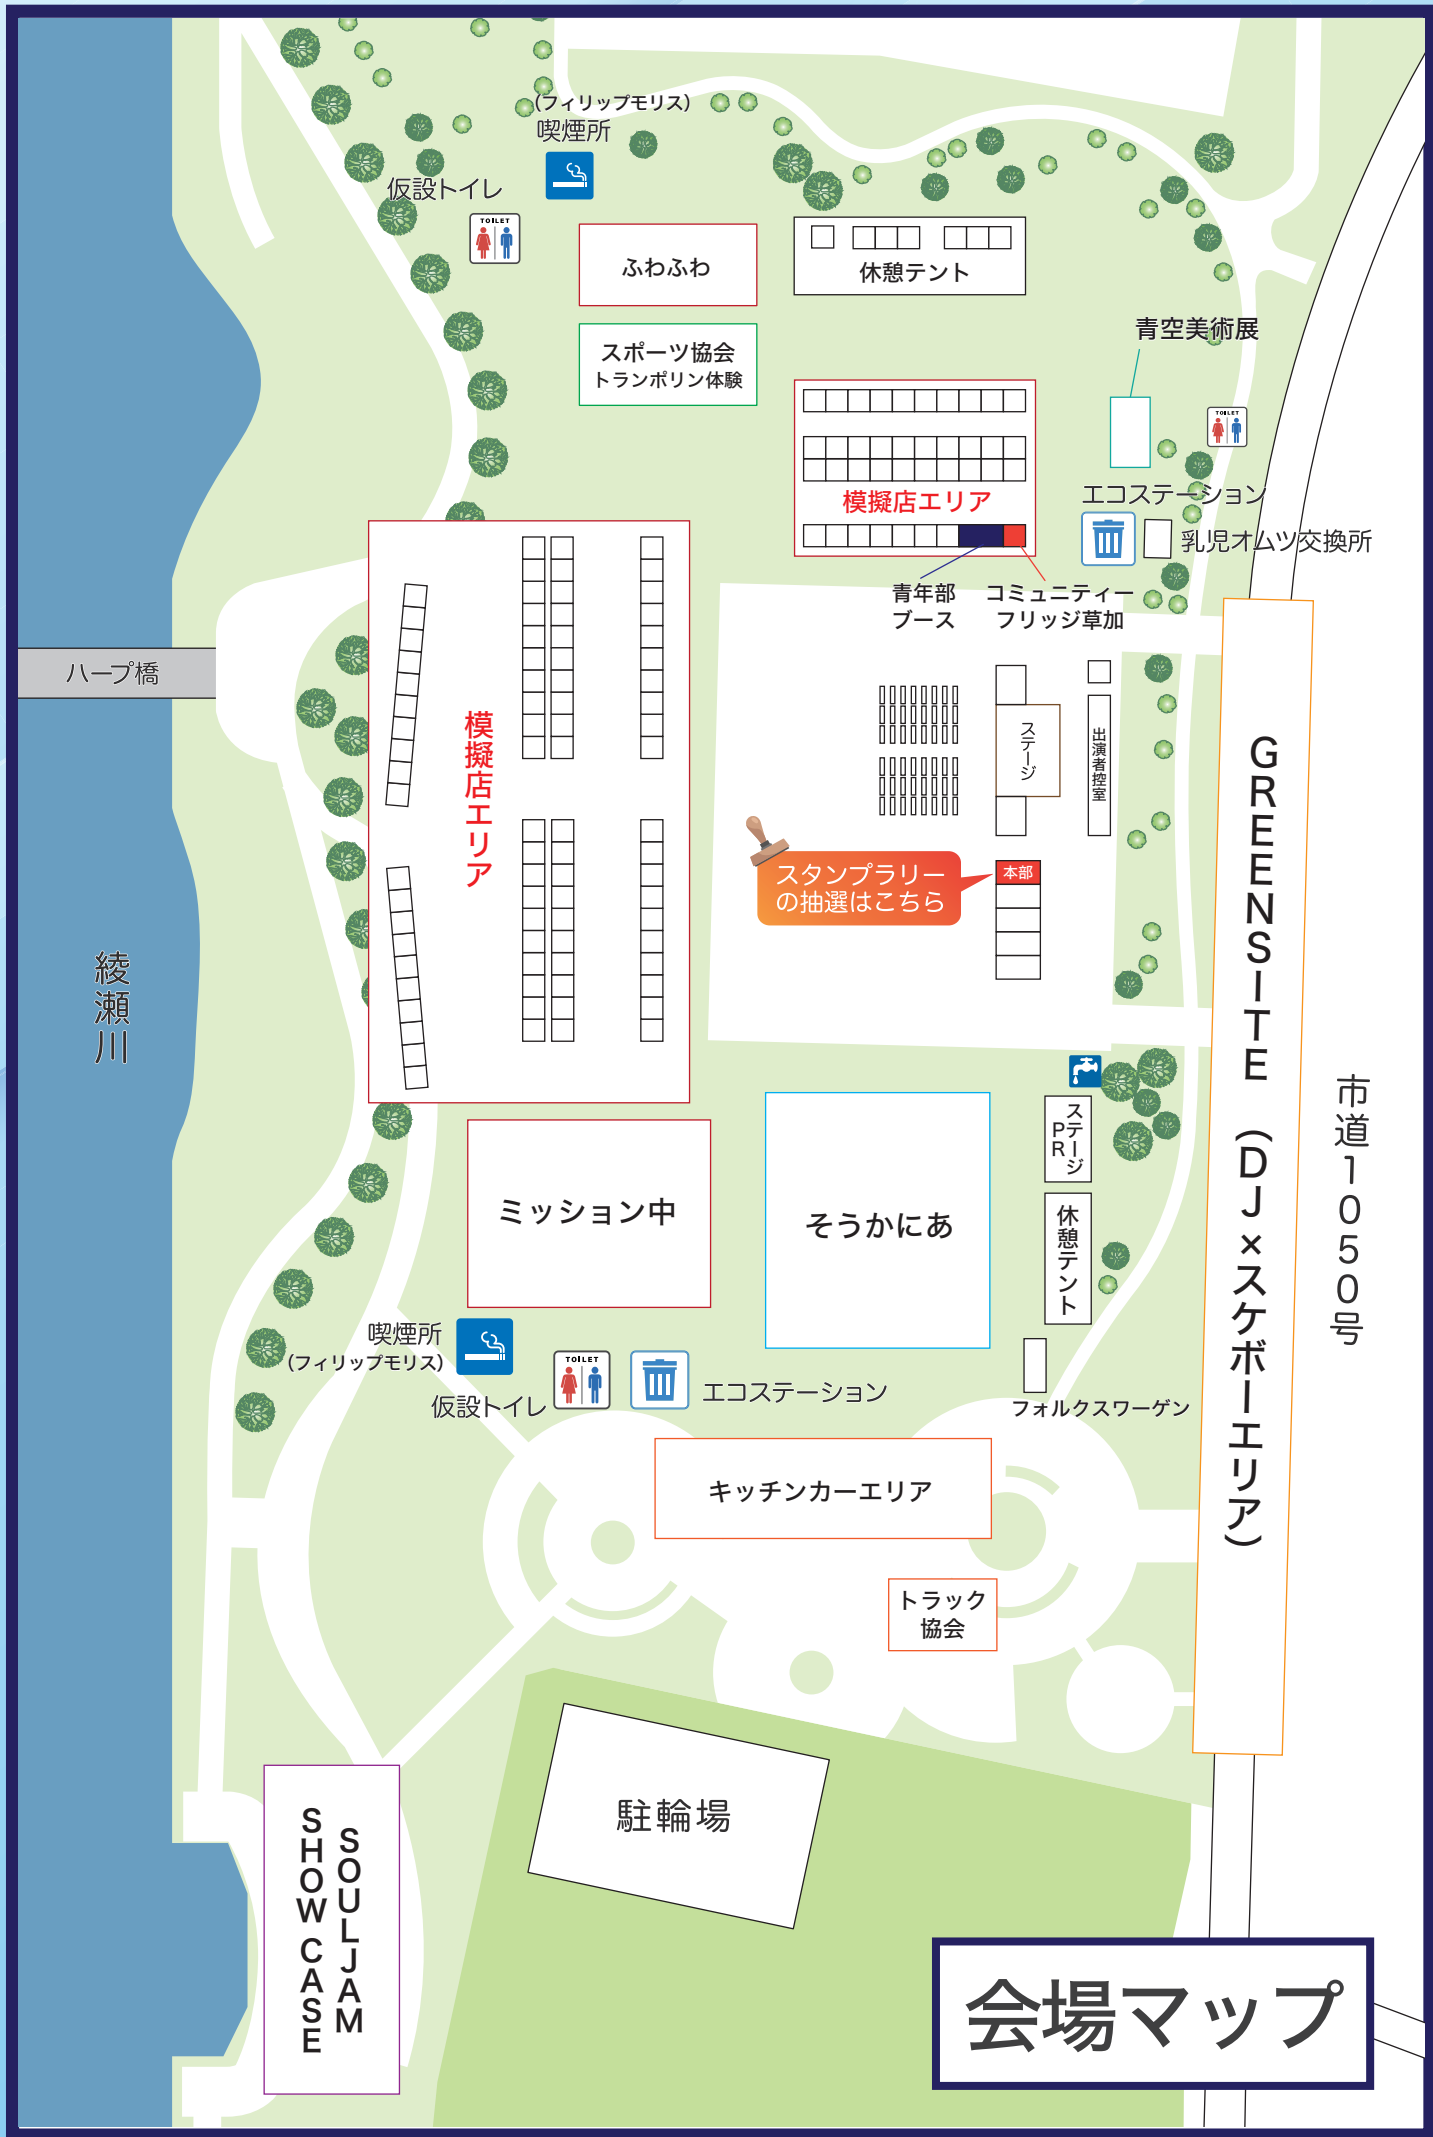 (フィリップモリス)
喫煙所
仮設トイレ
TOILET
ふわふわ
休憩テント
スポーツ協会
トランポリン体験
青空美術展
TOILET
模擬店エリア
エコステーション
乳児オムツ交換所
青年部
ブース
コミュニティー
フリッジ草加
ハープ橋
模擬店エリア
ステージ
出演者控室
スタンプラリー
の抽選はこちら
本部
GREENSITE (DJ×スケボーエリア)
綾瀬川
市道1050号
ステージ
PR
ミッション中
そうかにあ
休憩テント
喫煙所
(フィリップモリス)
仮設トイレ
TOILET
エコステーション
フォルクスワーゲン
キッチンカーエリア
トラック
協会
駐輪場
SOULJAM
SHOW CASE
会場マップ